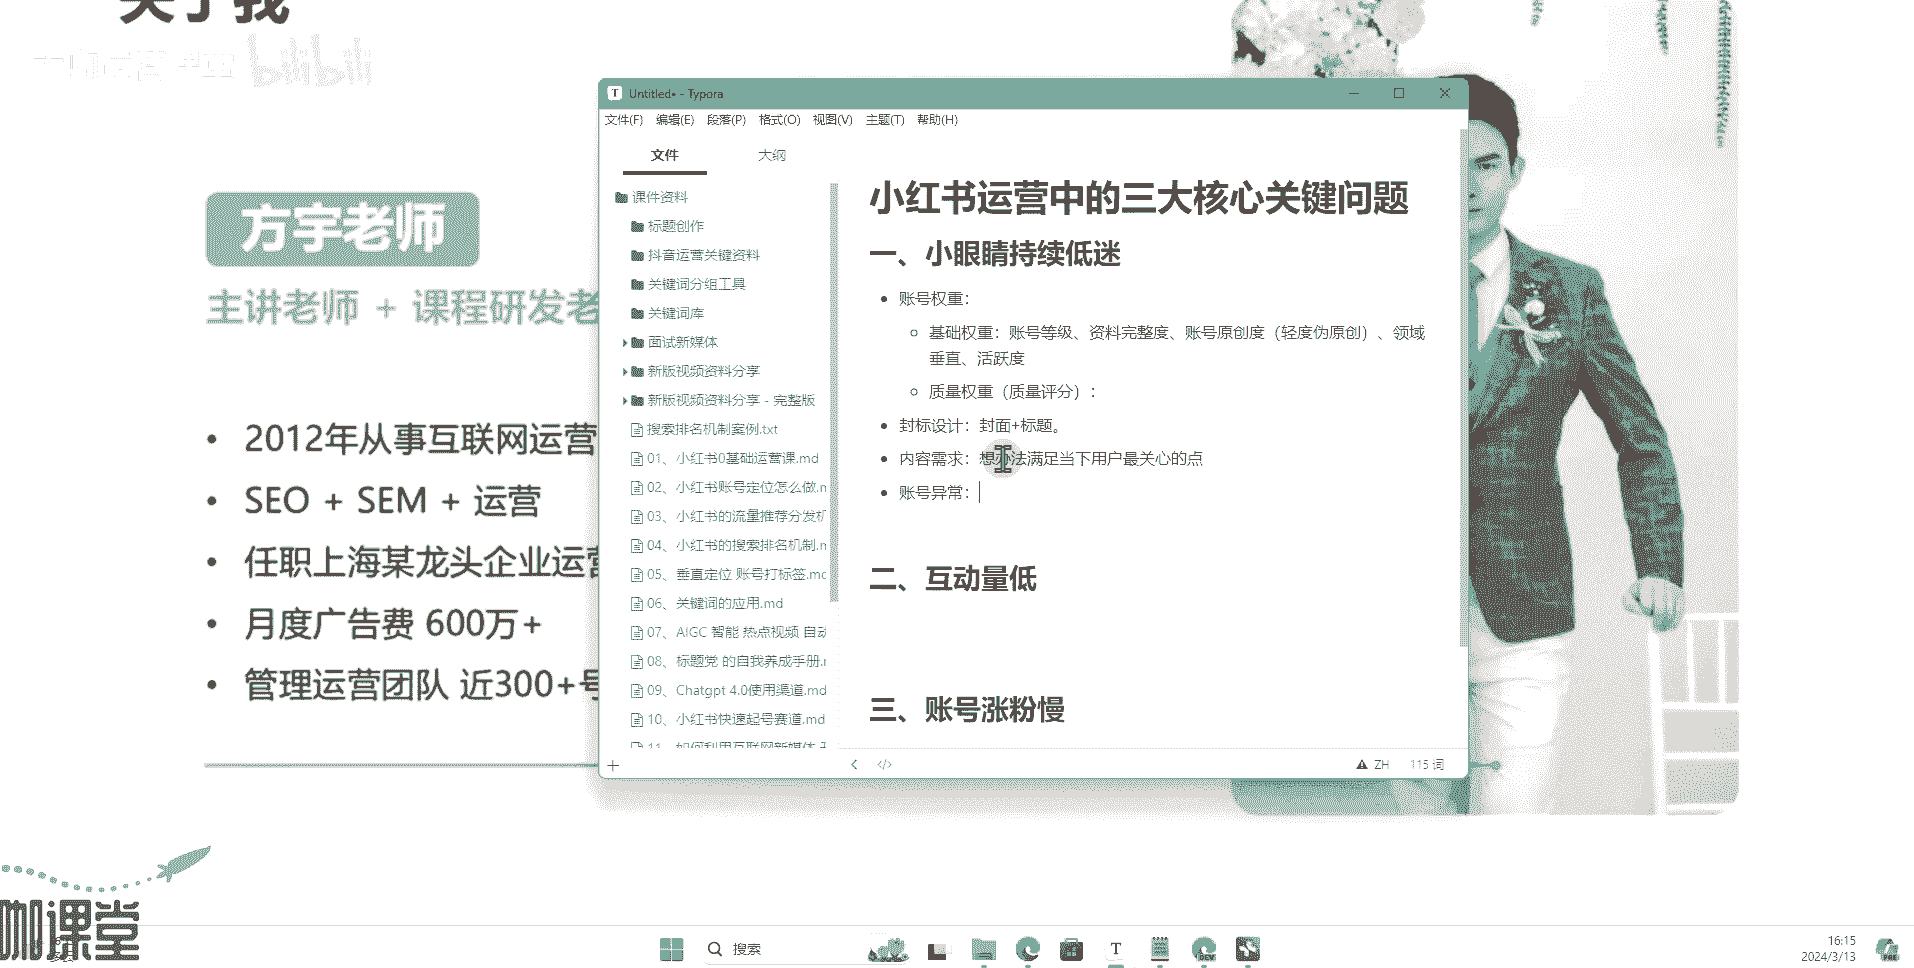 关于我
bilibili
方宇老师
主讲老师 + 课程研发老
2012年从事互联网运营
SEO + SEM + 运营
任职上海某龙头企业运营
月度广告费 600万+
管理运营团队 近300+号
Untitled• - Typora
文件(F) 编辑(E) 段落(P) 格式(O) 视图(V) 主题(T) 帮助(H)
文件 大纲
课件资料
标题创作
抖音运营关键资料
关键词分组工具
关键词库
面试新媒体
新版视频资料分享
新版视频资料分享 - 完整版
搜索排名机制案例.txt
01、小红书0基础运营课.md
02、小红书账号定位怎么做.m
03、小红书的流量推荐分发机
04、小红书的搜索排名机制.m
05、垂直定位 账号打标签.md
06、关键词的应用.md
07、AIGC 智能 热点视频 自动
08、标题党 的自我养成手册.m
09、Chatgpt 4.0使用渠道.md
10、小红书快速起号赛道.md
11、如何利用互联网新媒体
小红书运营中的三大核心关键问题
一、小眼睛持续低迷
账号权重：
基础权重：账号等级、资料完整度、账号原创度（轻度伪原创）、领域
垂直、活跃度
质量权重（质量评分）：
封标设计：封面+标题。
内容需求：想办法满足当下用户最关心的点
账号异常：
二、互动量低
三、账号涨粉慢
ZH 115 词
咖课堂
搜索
16:15
2024/3/13